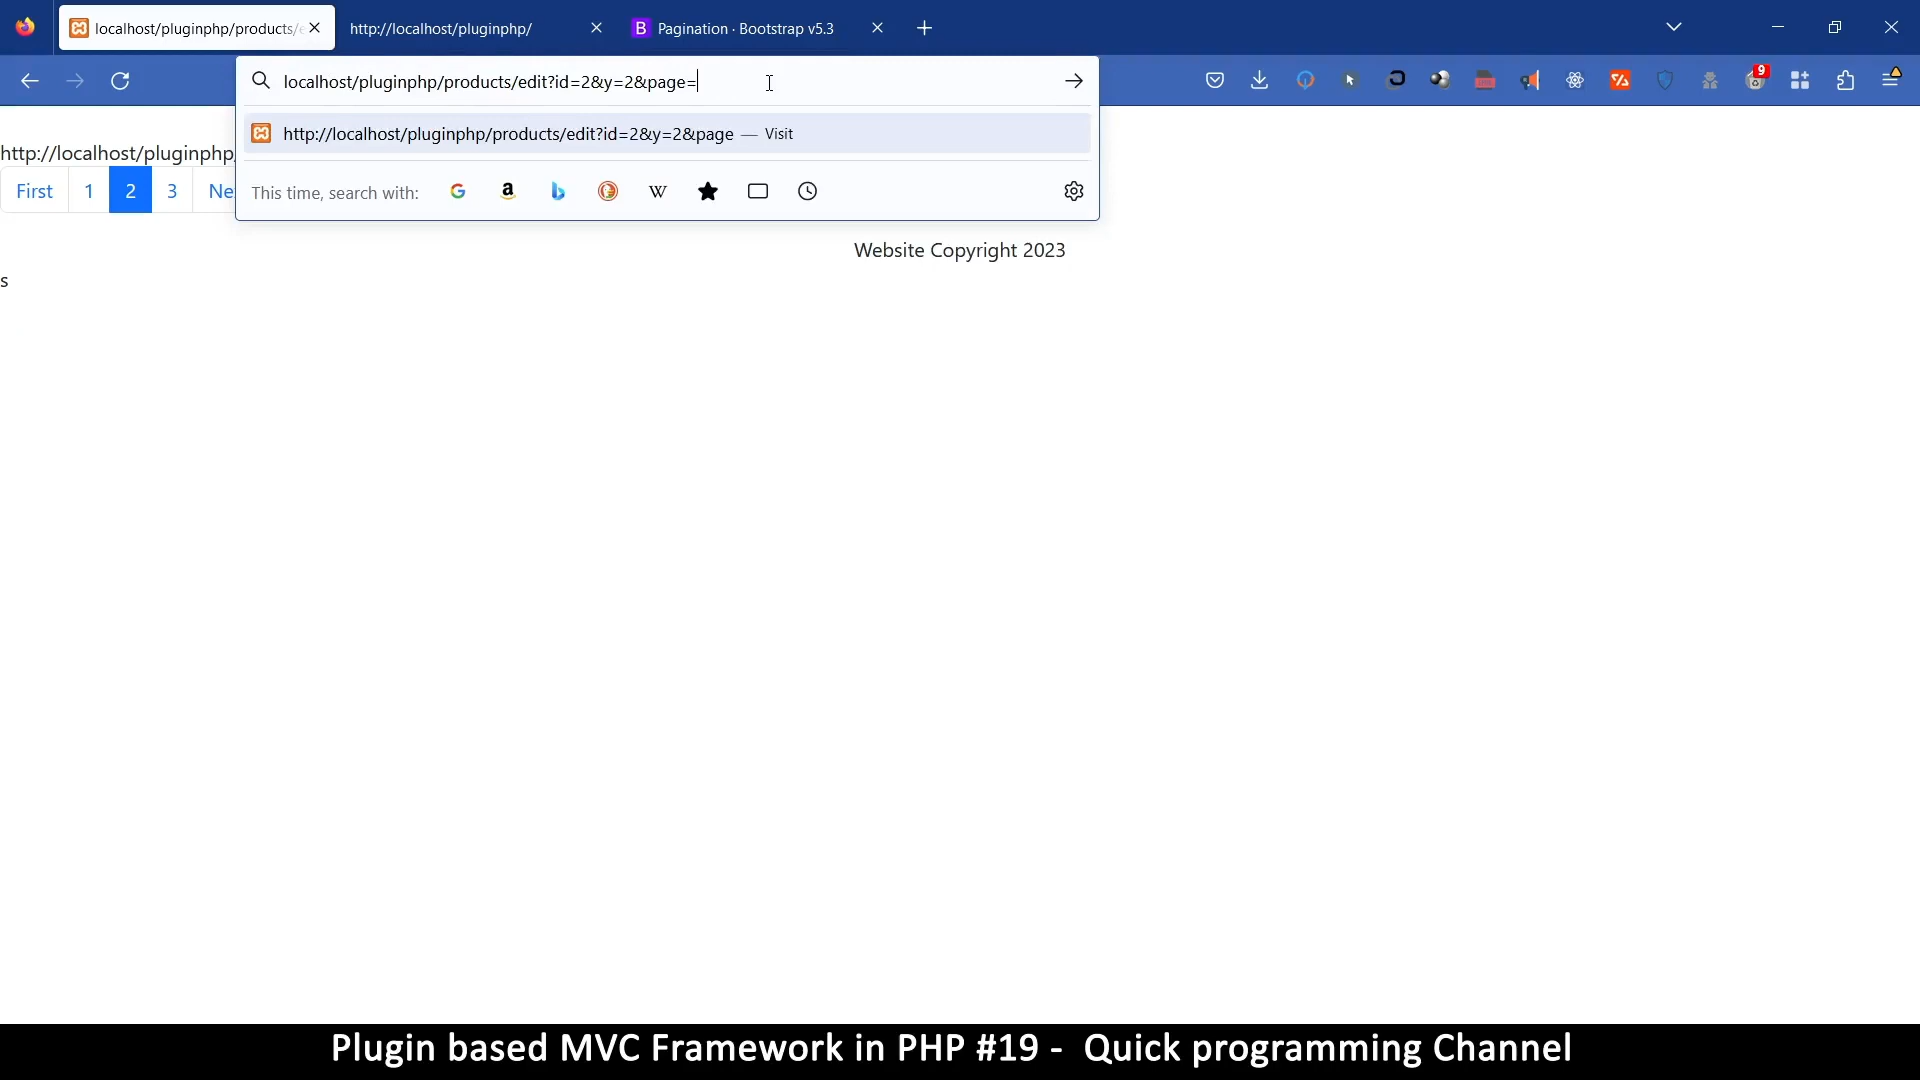 localhost/pluginphp/products/e
http://localhost/pluginphp/
B Pagination · Bootstrap v5.3
localhost/pluginphp/products/edit?id=2&y=2&page=
9
http://localhost/pluginphp/products/edit?id=2&y=2&page — Visit
http://localhost/pluginphp/
First 1 2 3 Ne
This time, search with:
Website Copyright 2023
s
Plugin based MVC Framework in PHP #19 - Quick programming Channel